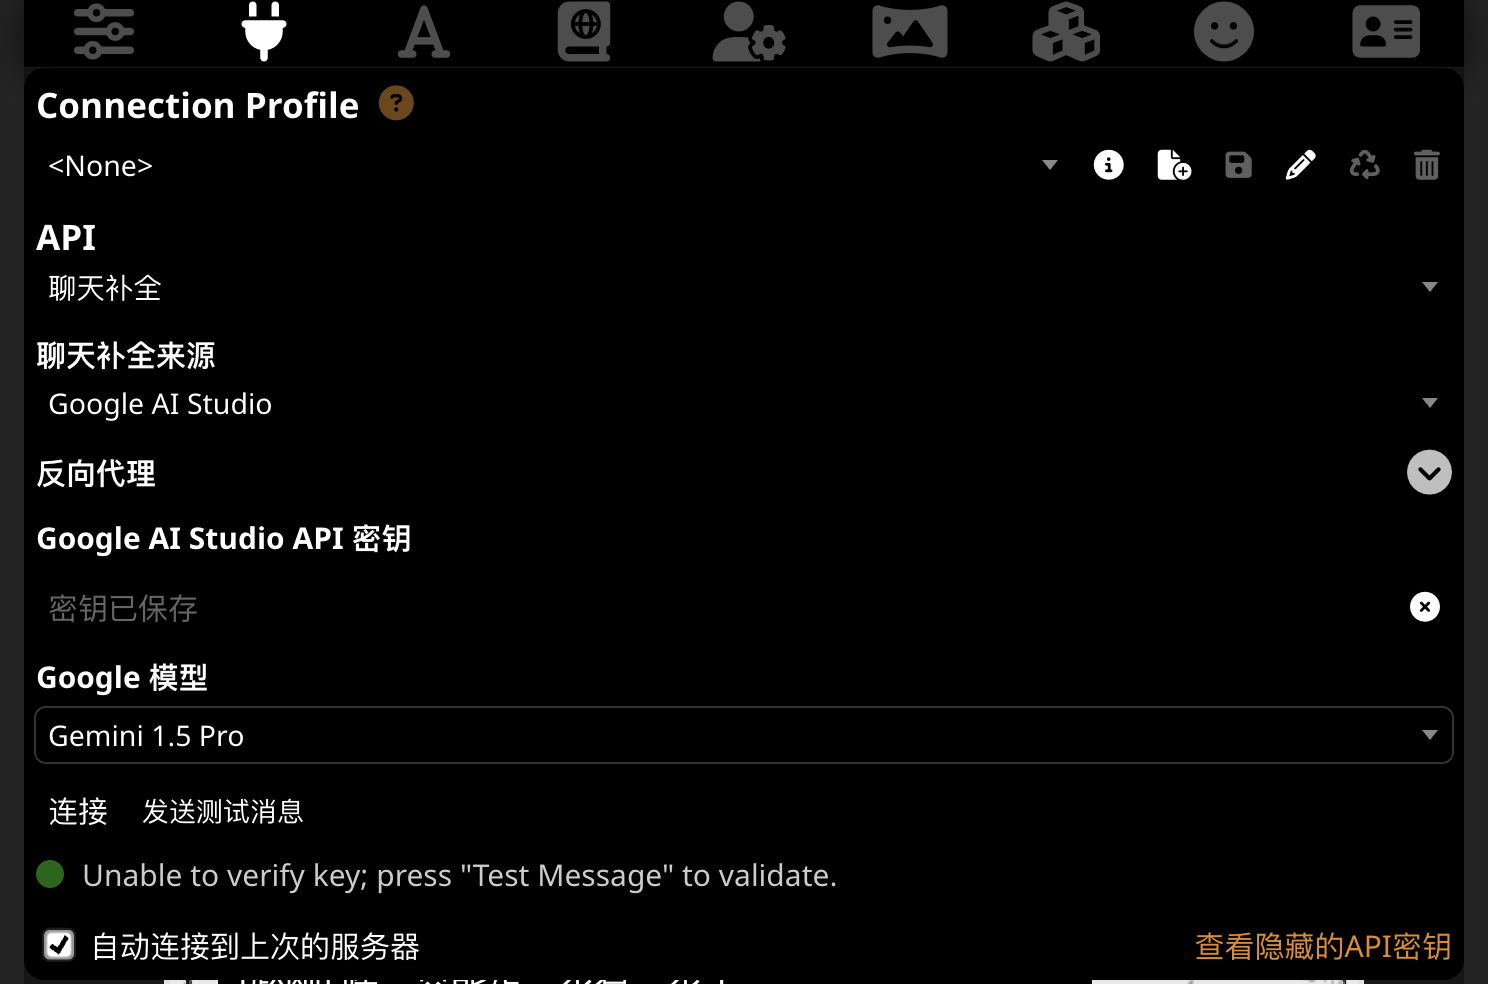 Connection Profile ?
<None>
API
聊天补全
聊天补全来源
Google AI Studio
反向代理
Google AI Studio API 密钥
密钥已保存
Google 模型
Gemini 1.5 Pro
连接 发送测试消息
Unable to verify key; press "Test Message" to validate.
自动连接到上次的服务器 查看隐藏的API密钥